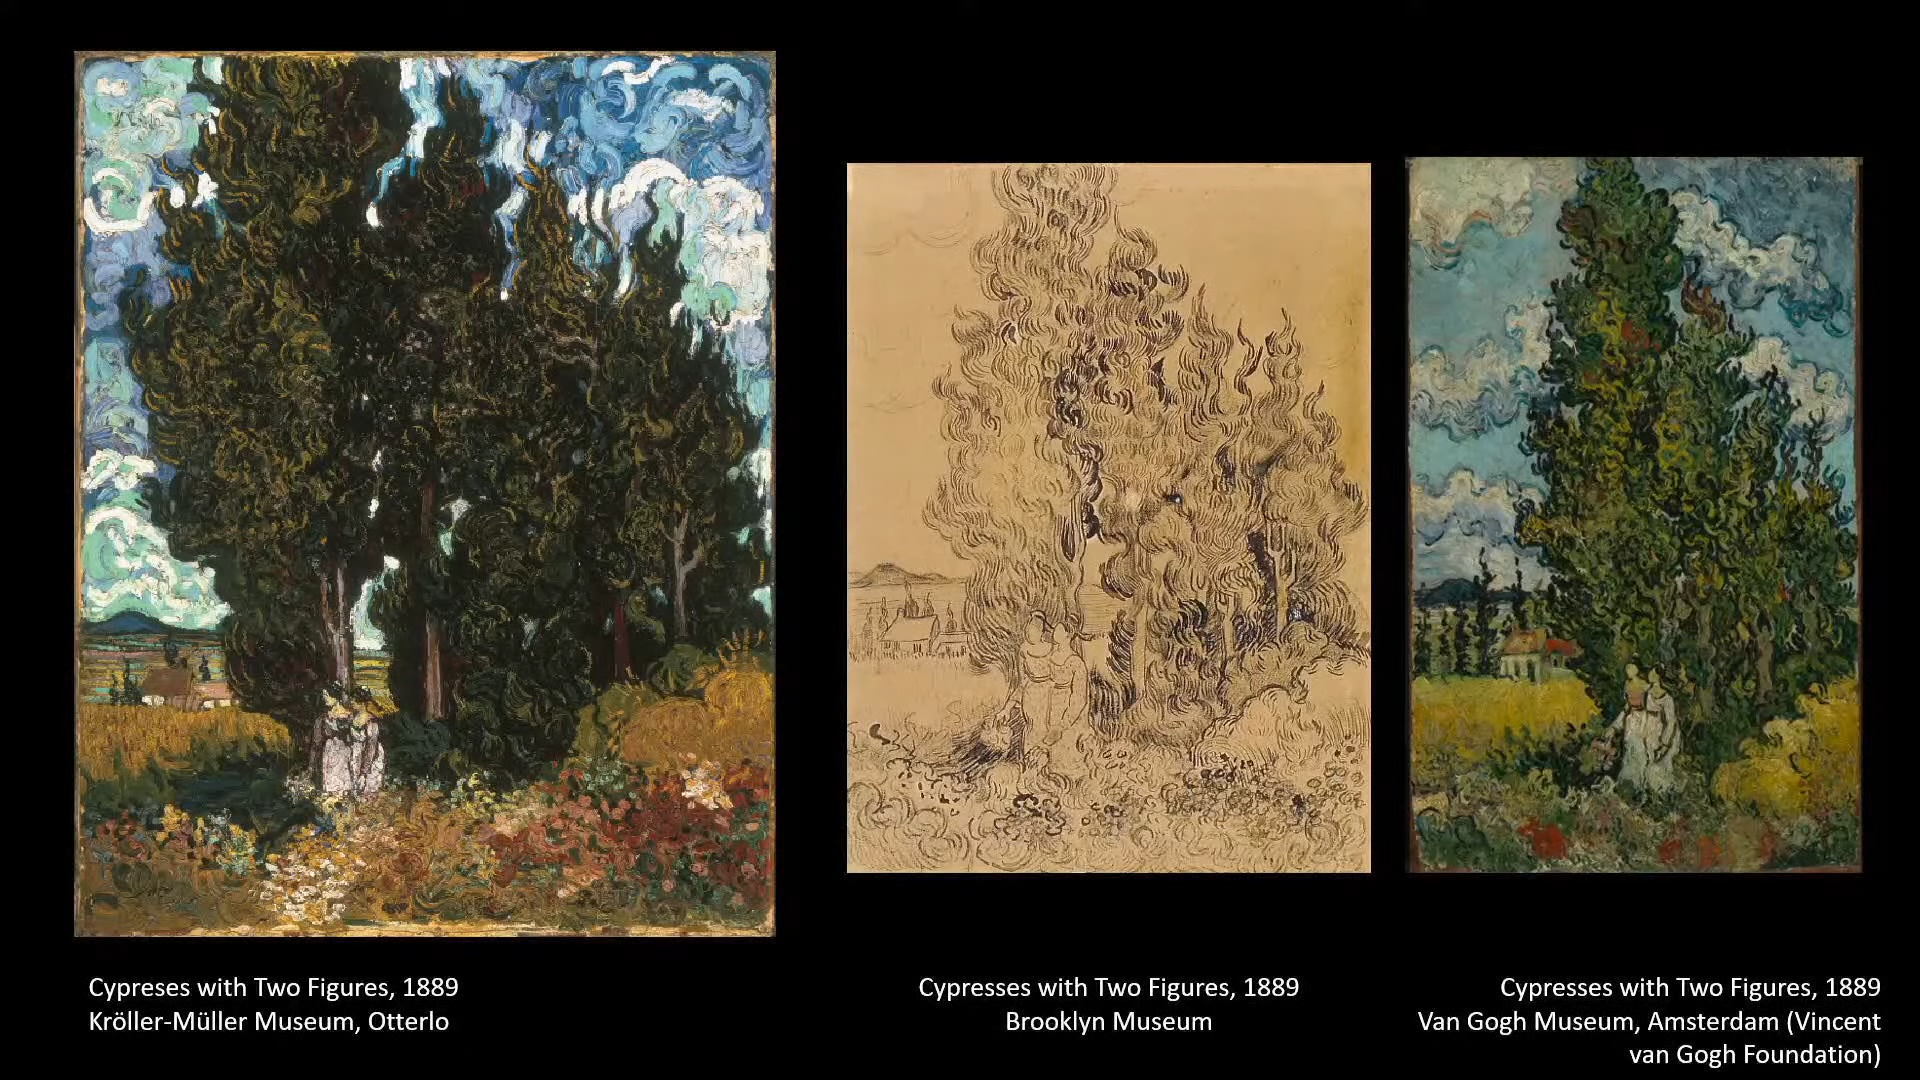 Cypreses with Two Figures, 1889
Kröller-Müller Museum, Otterlo
Cypresses with Two Figures, 1889
Brooklyn Museum
Cypresses with Two Figures, 1889
Van Gogh Museum, Amsterdam (Vincent
van Gogh Foundation)